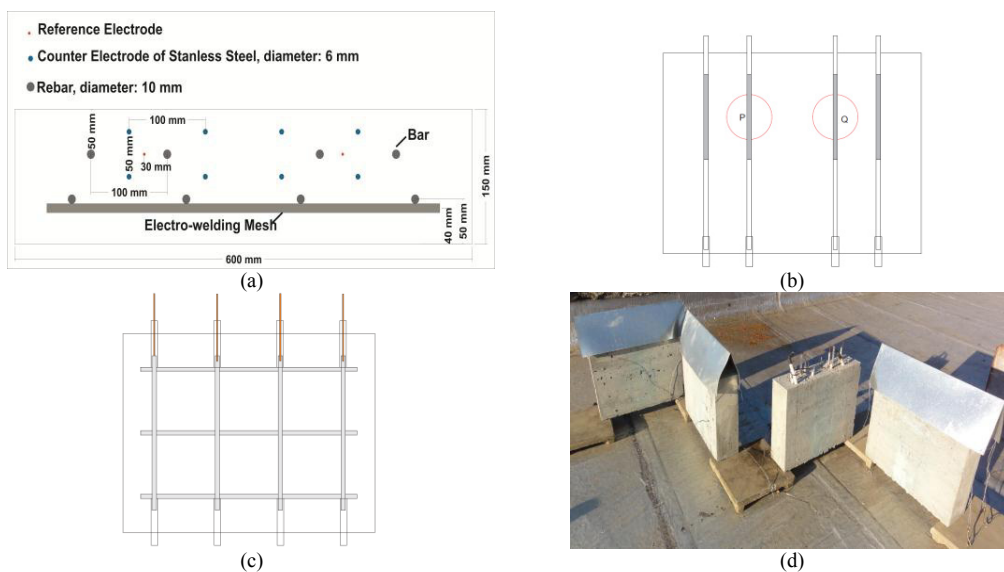 Reference Electrode
Counter Electrode of Stanless Steel, diameter: 6 mm
Rebar, diameter: 10 mm
50 mm
100 mm
50 mm
30 mm
100 mm
Bar
Electro-welding Mesh
40 mm
50 mm
150 mm
600 mm
(a)
P
Q
(b)
(c)
(d)